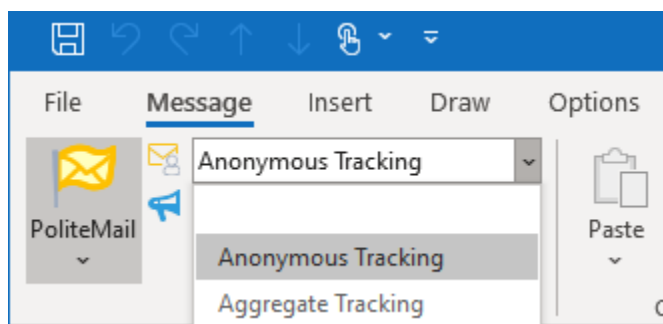 File Message Insert Draw Options
Anonymous Tracking
PoliteMail
Paste
Anonymous Tracking
Aggregate Tracking